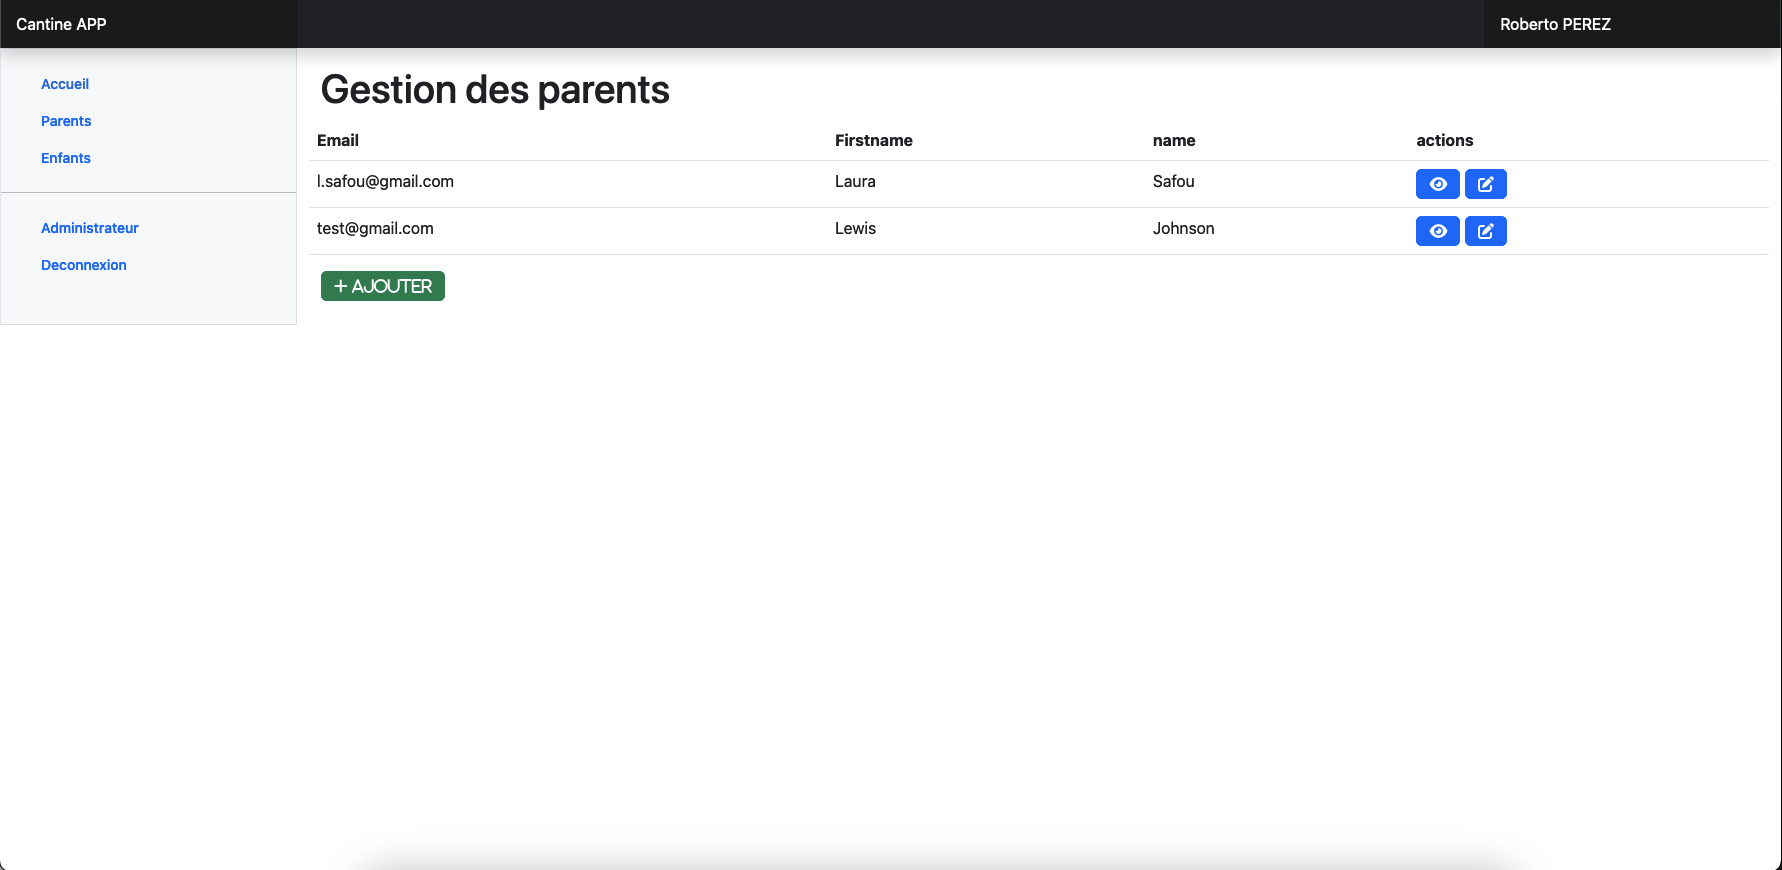 Cantine APP
Roberto PEREZ
Accueil
Parents
Enfants
Administrateur
Deconnexion
Gestion des parents
Email Firstname name actions
l.safou@gmail.com Laura Safou
test@gmail.com Lewis Johnson
+ AJOUTER